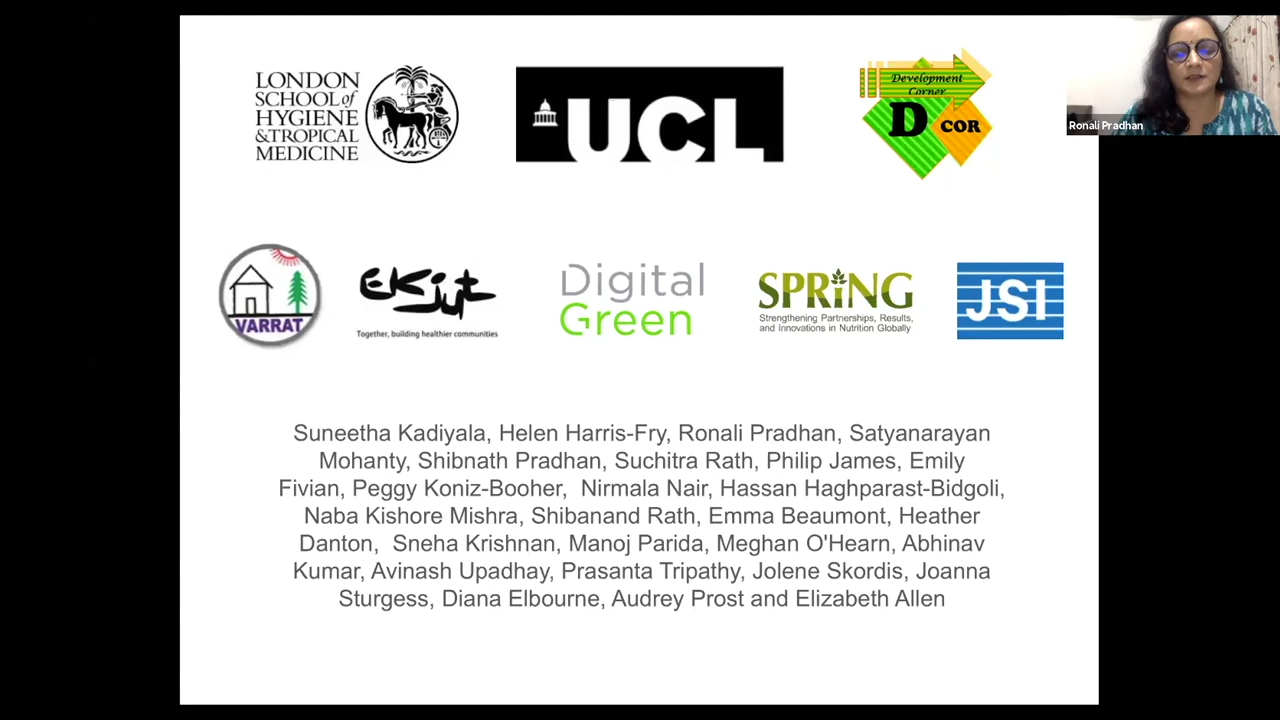 LONDON
SCHOOL of
HYGIENE
& TROPICAL
MEDICINE
UCL
Development
Corner
D COR
Ronali Pradhan
VARRAT
EKjut
Together, building healthier communities
Digital
Green
SPRING
Strengthening Partnerships, Results,
and Innovations in Nutrition Globally
JSI
Suneetha Kadiyala, Helen Harris-Fry, Ronali Pradhan, Satyanarayan
Mohanty, Shibnath Pradhan, Suchitra Rath, Philip James, Emily
Fivian, Peggy Koniz-Booher, Nirmala Nair, Hassan Haghparast-Bidgoli,
Naba Kishore Mishra, Shibanand Rath, Emma Beaumont, Heather
Danton, Sneha Krishnan, Manoj Parida, Meghan O'Hearn, Abhinav
Kumar, Avinash Upadhay, Prasanta Tripathy, Jolene Skordis, Joanna
Sturgess, Diana Elbourne, Audrey Prost and Elizabeth Allen